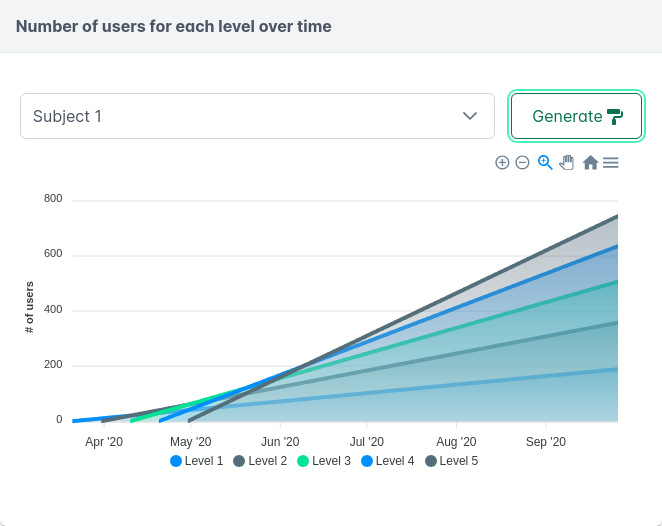 Number of users for each level over time
Subject 1
Generate
800
600
400
200
0
# of users
Apr '20 May '20 Jun '20 Jul '20 Aug '20 Sep '20
Level 1 Level 2 Level 3 Level 4 Level 5